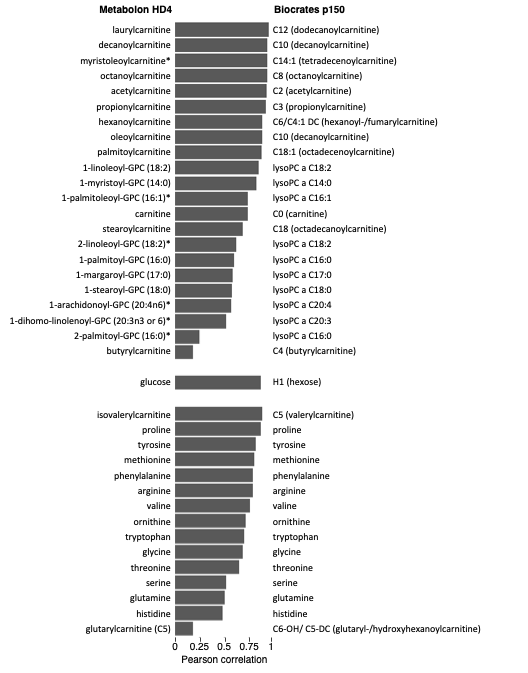 Metabolon HD4 Biocrates p150
laurylcarnitine C12 (dodecanoylcarnitine)
decanoylcarnitine C10 (decanoylcarnitine)
myristoleoylcarnitine* C14:1 (tetradecenoylcarnitine)
octanoylcarnitine C8 (octanoylcarnitine)
acetylcarnitine C2 (acetylcarnitine)
propionylcarnitine C3 (propionylcarnitine)
hexanoylcarnitine C6/C4:1 DC (hexanoyl-/fumarylcarnitine)
oleoylcarnitine C10 (decanoylcarnitine)
palmitoylcarnitine C18:1 (octadecenoylcarnitine)
1-linoleoyl-GPC (18:2) lysoPC a C18:2
1-myristoyl-GPC (14:0) lysoPC a C14:0
1-palmitoleoyl-GPC (16:1)* lysoPC a C16:1
carnitine C0 (carnitine)
stearoylcarnitine C18 (octadecanoylcarnitine)
2-linoleoyl-GPC (18:2)* lysoPC a C18:2
1-palmitoyl-GPC (16:0) lysoPC a C16:0
1-margaroyl-GPC (17:0) lysoPC a C17:0
1-stearoyl-GPC (18:0) lysoPC a C18:0
1-arachidonoyl-GPC (20:4n6)* lysoPC a C20:4
1-dihomo-linolenoyl-GPC (20:3n3 or 6)* lysoPC a C20:3
2-palmitoyl-GPC (16:0)* lysoPC a C16:0
butyrylcarnitine C4 (butyrylcarnitine)
glucose H1 (hexose)
isovalerylcarnitine C5 (valerylcarnitine)
proline proline
tyrosine tyrosine
methionine methionine
phenylalanine phenylalanine
arginine arginine
valine valine
ornithine ornithine
tryptophan tryptophan
glycine glycine
threonine threonine
serine serine
glutamine glutamine
histidine histidine
glutarylcarnitine (C5) C6-OH/ C5-DC (glutaryl-/hydroxyhexanoylcarnitine)
0 0.25 0.5 0.75 1
Pearson correlation